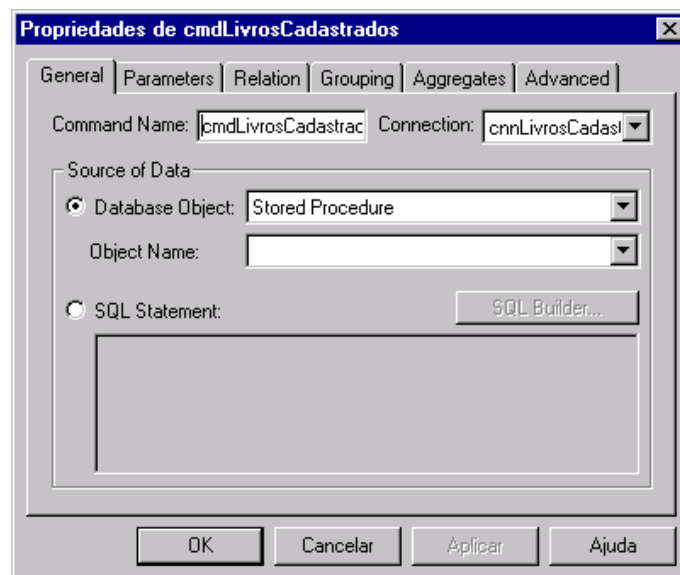 Propriedades de cmdLivrosCadastrados
General Parameters Relation Grouping Aggregates Advanced
Command Name: cmdLivrosCadastrac Connection: cnnLivrosCadast
Source of Data
Database Object: Stored Procedure
Object Name:
SQL Statement: SQL Builder...
OK Cancelar Aplicar Ajuda